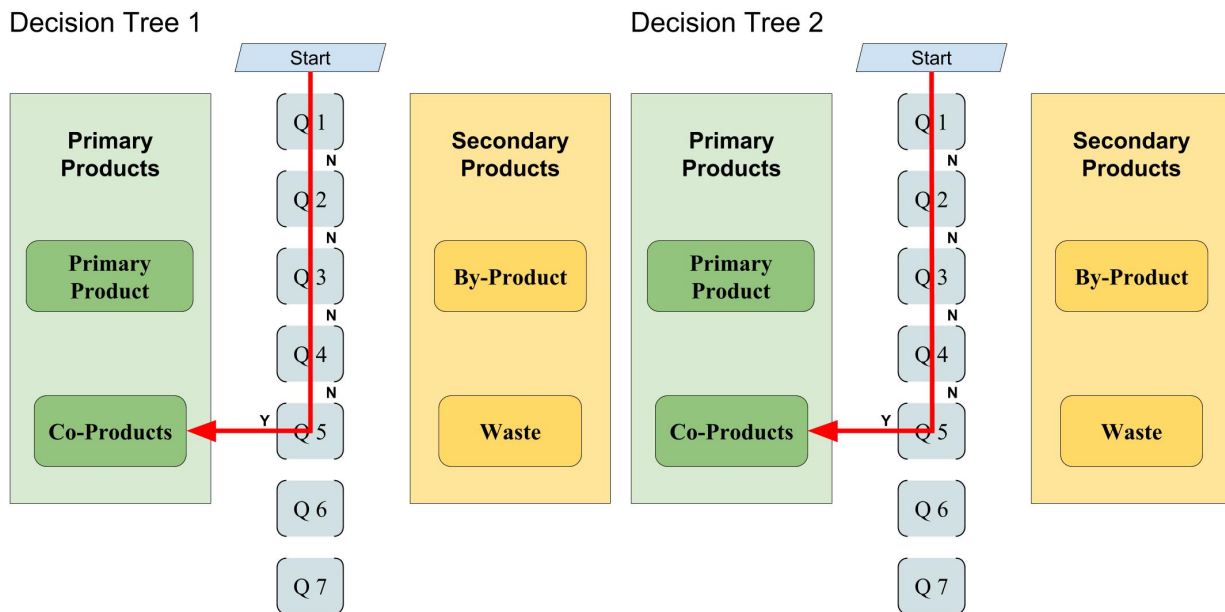 Decision Tree 1
Start
Primary
Products
Primary
Product
Co-Products
Q 1
N
Q 2
N
Q 3
N
Q 4
N
Y
Q 5
Q 6
Q 7
Secondary
Products
By-Product
Waste
Decision Tree 2
Start
Primary
Products
Primary
Product
Co-Products
Q 1
N
Q 2
N
Q 3
N
Q 4
N
Y
Q 5
Q 6
Q 7
Secondary
Products
By-Product
Waste